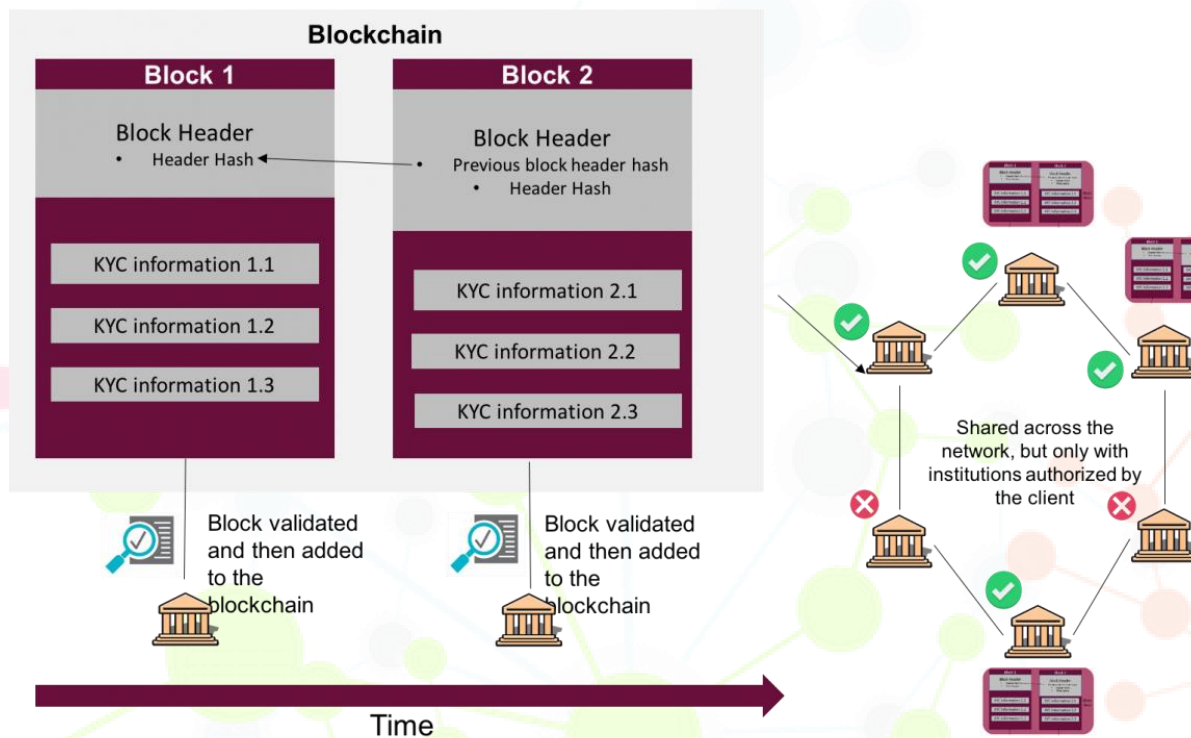 Blockchain
Block 1
Block Header
• Header Hash
KYC information 1.1
KYC information 1.2
KYC information 1.3
Block 2
Block Header
• Previous block header hash
• Header Hash
KYC information 2.1
KYC information 2.2
KYC information 2.3
Block validated
and then added
to the
blockchain
Block validated
and then added
to the
blockchain
Time
Shared across the
network, but only with
institutions authorized by
the client